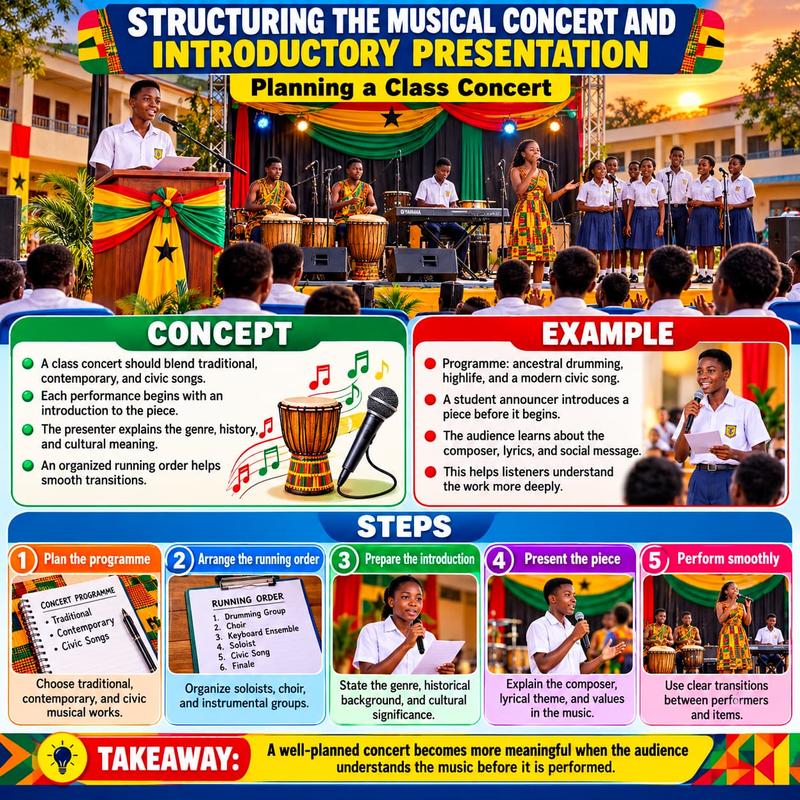 STRUCTURING THE MUSICAL CONCERT AND
INTRODUCTORY PRESENTATION
Planning a Class Concert
YAMAHA
CONCEPT
A class concert should blend traditional,
contemporary, and civic songs.
Each performance begins with an
introduction to the piece.
The presenter explains the genre, history,
and cultural meaning.
An organized running order helps
smooth transitions.
EXAMPLE
Programme: ancestral drumming,
highlife, and a modern civic song.
A student announcer introduces a
piece before it begins.
The audience learns about the
composer, lyrics, and social message.
This helps listeners understand
the work more deeply.
STEPS
1 Plan the programme
CONCERT PROGRAMME
• Traditional
• Contemporary
• Civic Songs
Choose traditional,
contemporary, and civic
musical works.
2 Arrange the running order
RUNNING ORDER
1. Drumming Group
2. Choir
3. Keyboard Ensemble
4. Soloist
5. Civic Song
6. Finale
Organize soloists, choir,
and instrumental groups.
3 Prepare the introduction
State the genre, historical
background, and cultural
significance.
4 Present the piece
Explain the composer,
lyrical theme, and values
in the music.
5 Perform smoothly
Use clear transitions
between performers
and items.
TAKEAWAY:
A well-planned concert becomes more meaningful when the audience
understands the music before it is performed.